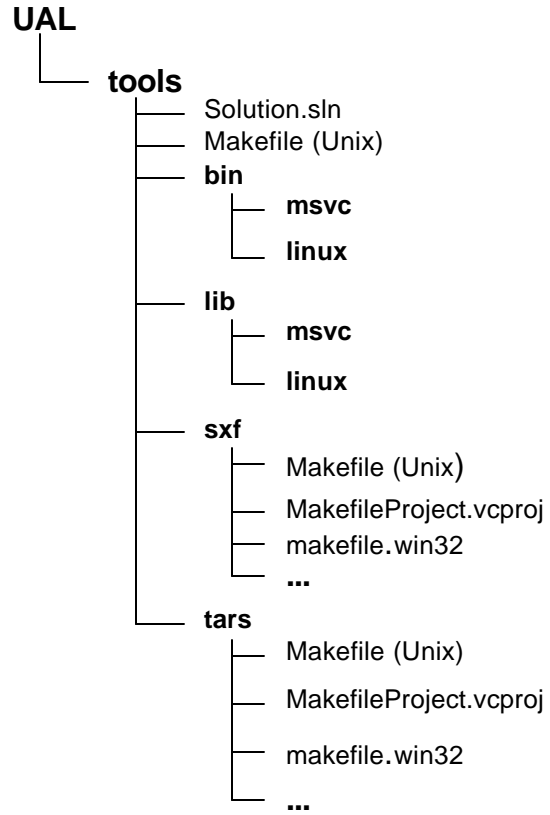 UAL
tools
Solution.sln
Makefile (Unix)
bin
msvc
linux
lib
msvc
linux
sxf
Makefile (Unix)
MakefileProject.vcproj
makefile.win32
...
tars
Makefile (Unix)
MakefileProject.vcproj
makefile.win32
...